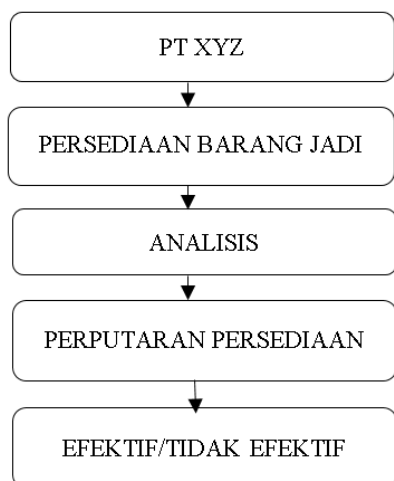 PT XYZ
PERSEDIAAN BARANG JADI
ANALISIS
PERPUTARAN PERSEDIAAN
EFEKTIF/TIDAK EFEKTIF